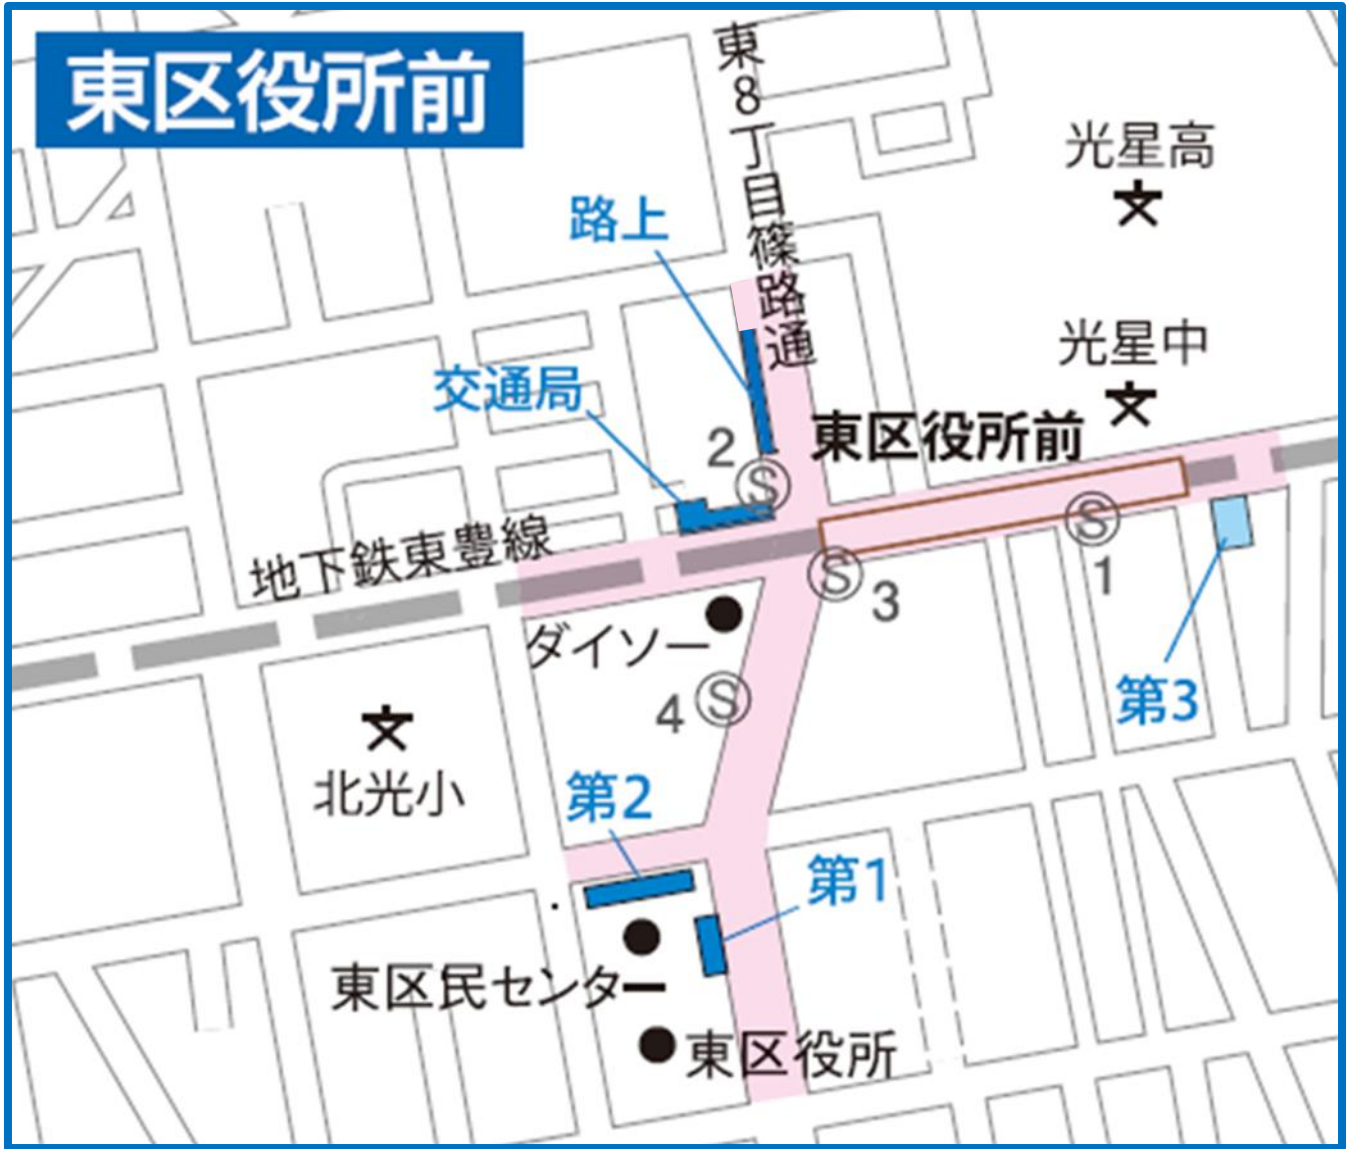 東区役所前
東8丁目篠路通
光星高
路上
光星中
交通局
2
Ⓢ
東区役所前
地下鉄東豊線
Ⓢ
1
Ⓢ
3
ダイソー
第3
4
Ⓢ
北光小
第2
第1
東区民センター
東区役所